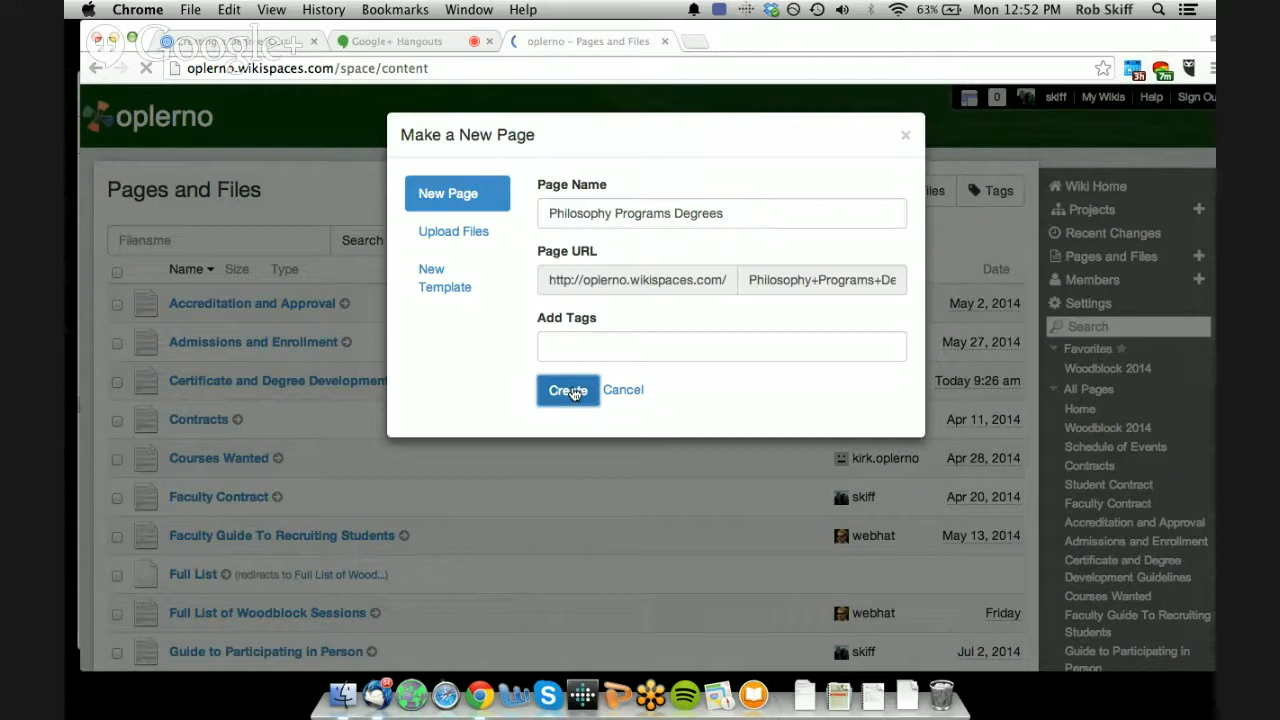 Chrome File Edit View History Bookmarks Window Help 63% Mon 12:52 PM Rob Skiff
Google+
Google+ Hangouts
oplerno – Pages and Files
oplerno.wikispaces.com/space/content
3h 7m
oplerno
0 skiff My Wikis Help Sign Ou
Make a New Page
×
New Page
Upload Files
New
Template
Page Name
Philosophy Programs Degrees
Page URL
http://oplerno.wikispaces.com/ Philosophy+Programs+De
Add Tags
Create Cancel
Pages and Files
iles Tags
Filename Search
Name Size Type Date
Accreditation and Approval May 2, 2014
Admissions and Enrollment May 27, 2014
Certificate and Degree Development Today 9:26 am
Contracts Apr 11, 2014
Courses Wanted kirk.oplerno Apr 28, 2014
Faculty Contract skiff Apr 20, 2014
Faculty Guide To Recruiting Students webhat May 13, 2014
Full List (redirects to Full List of Wood...)
Full List of Woodblock Sessions webhat Friday
Guide to Participating in Person skiff Jul 2, 2014
Wiki Home
Projects
Recent Changes
Pages and Files
Members
Settings
Search
Favorites
Woodblock 2014
All Pages
Home
Woodblock 2014
Schedule of Events
Contracts
Student Contract
Faculty Contract
Accreditation and Approval
Admissions and Enrollment
Certificate and Degree
Development Guidelines
Courses Wanted
Faculty Guide To Recruiting
Students
Guide to Participating in
Person